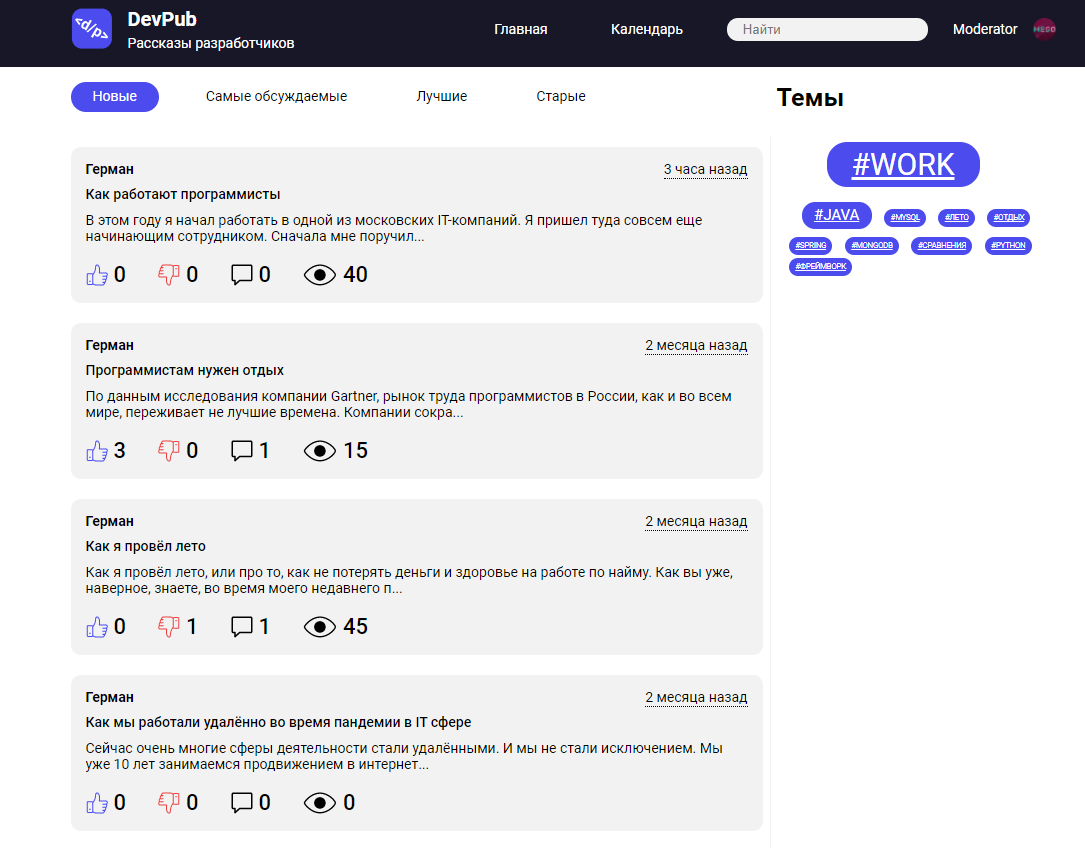 <d/p>
DevPub
Рассказы разработчиков
Главная
Календарь
Найти
Moderator
MEGO
Новые
Самые обсуждаемые
Лучшие
Старые
Темы
Герман
3 часа назад
Как работают программисты
В этом году я начал работать в одной из московских IT-компаний. Я пришел туда совсем еще
начинающим сотрудником. Сначала мне поручил...
0 0 0 40
Герман
2 месяца назад
Программистам нужен отдых
По данным исследования компании Gartner, рынок труда программистов в России, как и во всем
мире, переживает не лучшие времена. Компании сокра...
3 0 1 15
Герман
2 месяца назад
Как я провёл лето
Как я провёл лето, или про то, как не потерять деньги и здоровье на работе по найму. Как вы уже,
наверное, знаете, во время моего недавнего п...
0 1 1 45
Герман
2 месяца назад
Как мы работали удалённо во время пандемии в IT сфере
Сейчас очень многие сферы деятельности стали удалёнными. И мы не стали исключением. Мы
уже 10 лет занимаемся продвижением в интернет...
0 0 0 0
#WORK
#JAVA #MYSQL #ЛЕТО #ОТДЫХ
#SPRING #MONGODB #СРАВНЕНИЯ #PYTHON
#ФРЕЙМВОРК